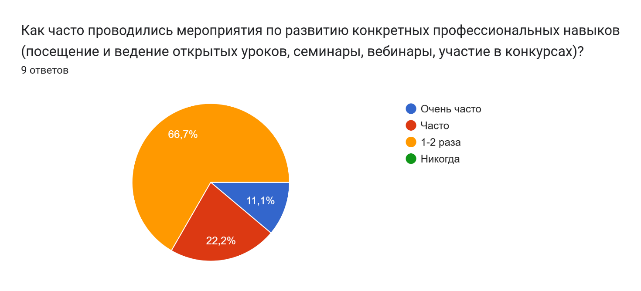 Как часто проводились мероприятия по развитию конкретных профессиональных навыков
(посещение и ведение открытых уроков, семинары, вебинары, участие в конкурсах)?
9 ответов
66,7%
11,1%
22,2%
Очень часто
Часто
1-2 раза
Никогда